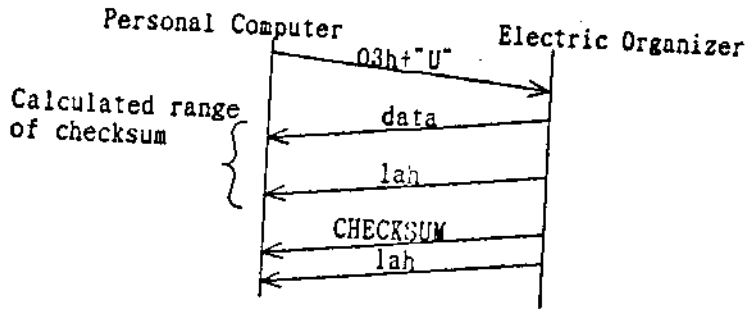 Personal Computer
Electric Organizer
03h+"U"
Calculated range
of checksum
data
1ah
CHECKSUM
1ah